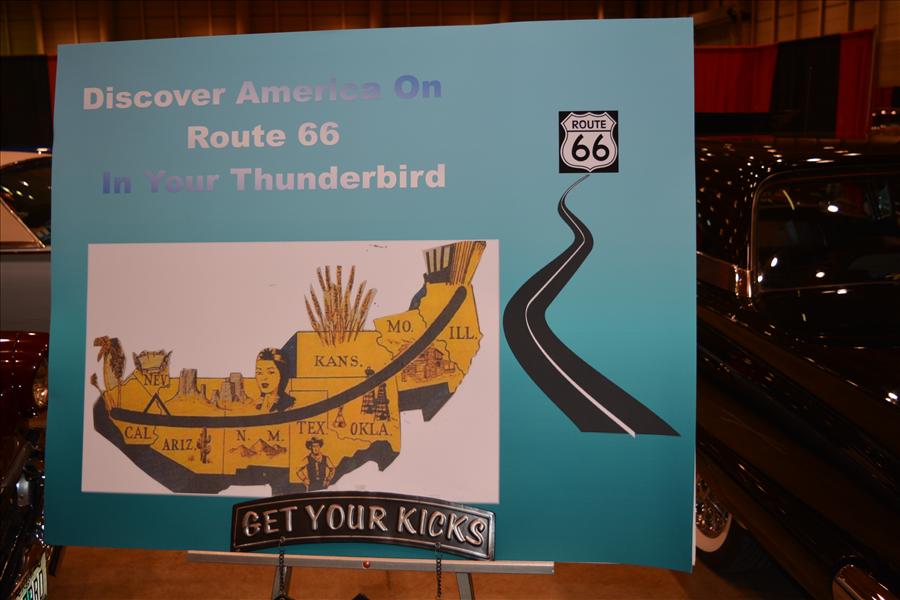 Discover America On
Route 66
In Your Thunderbird
ROUTE
66
MO.
ILL.
KANS.
NEV.
CAL.
ARIZ.
N. M.
TEX.
OKLA.
GET YOUR KICKS